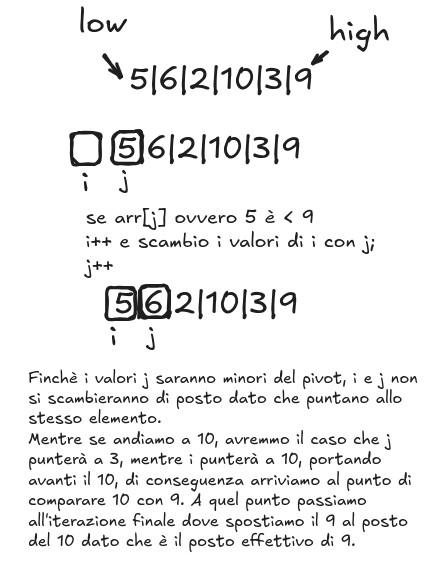 low
high
5|6|2|10|3|9
5 6|2|10|3|9
i j
se arr[j] ovvero 5 è < 9
i++ e scambio i valori di i con j;
j++
5 6 2|10|3|9
i j
Finchè i valori j saranno minori del pivot, i e j non
si scambieranno di posto dato che puntano allo
stesso elemento.
Mentre se andiamo a 10, avremmo il caso che j
punterà a 3, mentre i punterà a 10, portando
avanti il 10, di conseguenza arriviamo al punto di
comparare 10 con 9. A quel punto passiamo
all'iterazione finale dove spostiamo il 9 al posto
del 10 dato che è il posto effettivo di 9.